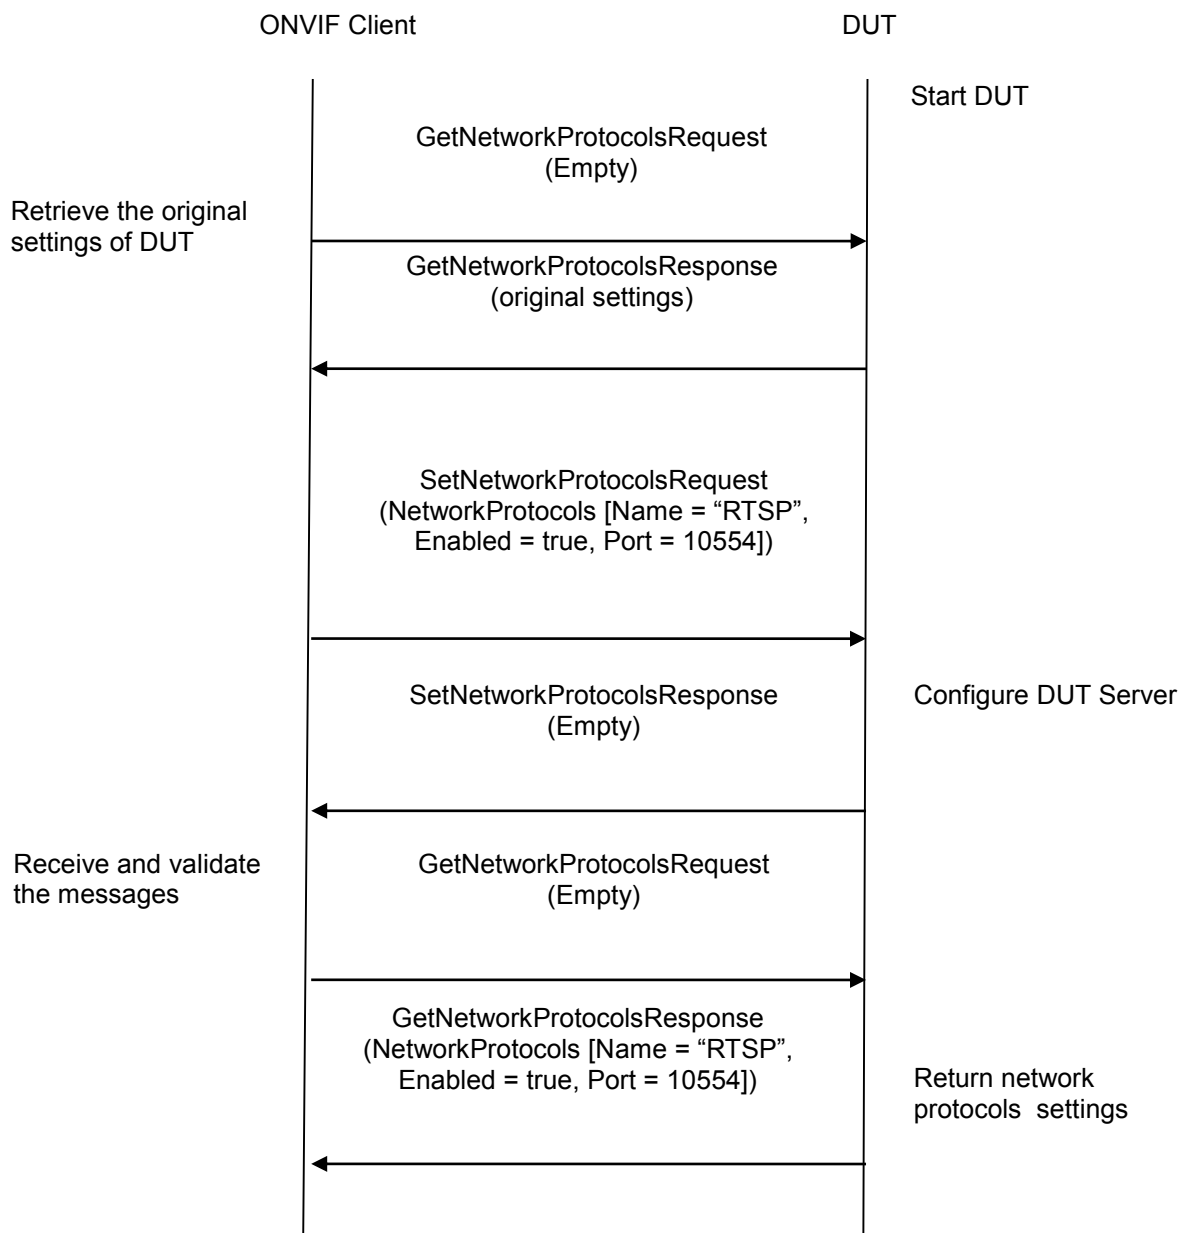 ONVIF Client
DUT
Start DUT
GetNetworkProtocolsRequest
(Empty)
Retrieve the original
settings of DUT
GetNetworkProtocolsResponse
(original settings)
SetNetworkProtocolsRequest
(NetworkProtocols [Name = “RTSP”,
Enabled = true, Port = 10554])
SetNetworkProtocolsResponse
(Empty)
Configure DUT Server
Receive and validate
the messages
GetNetworkProtocolsRequest
(Empty)
GetNetworkProtocolsResponse
(NetworkProtocols [Name = “RTSP”,
Enabled = true, Port = 10554])
Return network
protocols  settings